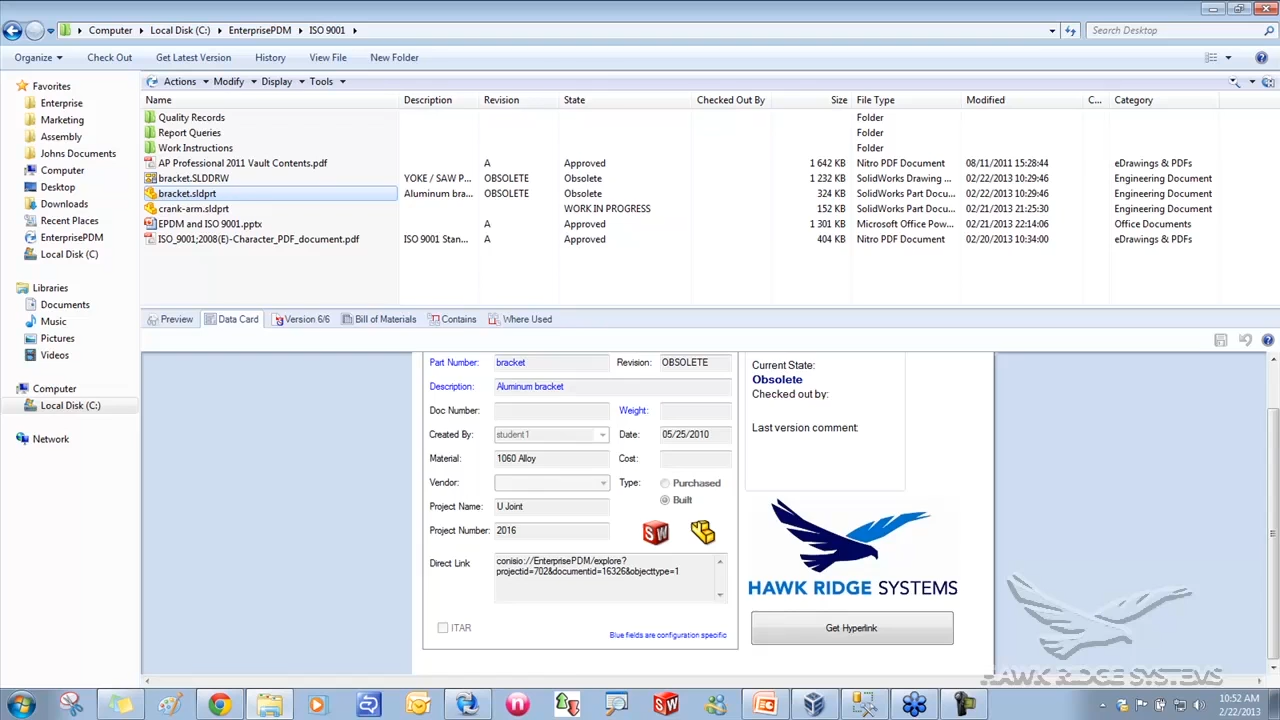 Computer Local Disk (C:) EnterprisePDM ISO 9001
Search Desktop
Organize Check Out Get Latest Version History View File New Folder
Favorites
Enterprise
Marketing
Assembly
Johns Documents
Computer
Desktop
Downloads
Recent Places
EnterprisePDM
Local Disk (C)
Libraries
Documents
Music
Pictures
Videos
Computer
Local Disk (C:)
Network
Actions Modify Display Tools
Name Description Revision State Checked Out By Size File Type Modified C... Category
Quality Records Folder
Report Queries Folder
Work Instructions Folder
AP Professional 2011 Vault Contents.pdf A Approved 1 642 KB Nitro PDF Document 08/11/2011 15:28:44 eDrawings & PDFs
bracket.SLDDRW YOKE / SAW P... OBSOLETE Obsolete 1 232 KB SolidWorks Drawing ... 02/22/2013 10:29:46 Engineering Document
bracket.sldprt Aluminum bra... OBSOLETE Obsolete 324 KB SolidWorks Part Docu... 02/22/2013 10:29:46 Engineering Document
crank-arm.sldprt WORK IN PROGRESS 152 KB SolidWorks Part Docu... 02/21/2013 21:25:30 Engineering Document
EPDM and ISO 9001.pptx A Approved 1 301 KB Microsoft Office Pow... 02/21/2013 22:14:06 Office Documents
ISO_9001;2008(E)-Character_PDF_document.pdf ISO 9001 Stan... A Approved 404 KB Nitro PDF Document 02/20/2013 10:34:00 eDrawings & PDFs
Preview Data Card Version 6/6 Bill of Materials Contains Where Used
Part Number: bracket Revision: OBSOLETE
Description: Aluminum bracket
Doc Number: Weight:
Created By: student1 Date: 05/25/2010
Material: 1060 Alloy Cost:
Vendor: Type: Purchased
Built
Project Name: U Joint
Project Number: 2016
SW
Direct Link conisio://EnterprisePDM/explore?
projectid=702&documentid=16326&objecttype=1
ITAR
Blue fields are configuration specific
Current State:
Obsolete
Checked out by:
Last version comment:
HAWK RIDGE SYSTEMS
Get Hyperlink
HAWK RIDGE SYSTEMS
10:52 AM
2/22/2013